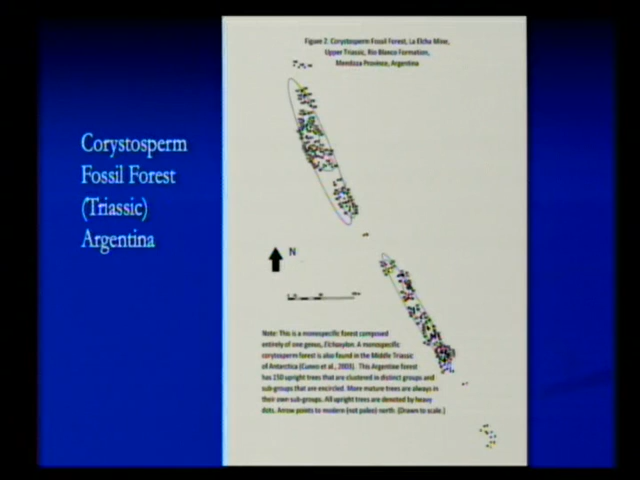 Corystosperm
Fossil Forest
(Triassic)
Argentina
Figure 2. Corystosperm Fossil Forest, La Elcha Mine,
Upper Triassic, Rio Blanco Formation,
Mendoza Province, Argentina
N
Note: This is a monospecific forest composed
entirely of one genus, Elchaxylon. A monospecific
corystosperm forest is also found in the Middle Triassic
of Antarctica (Cuneo et al., 2003). This Argentine forest
has 150 upright trees that are clustered in distinct groups and
sub-groups that are encircled. More mature trees are always in
their own sub-groups. All upright trees are denoted by heavy
dots. Arrow points to modern (not paleo) north. (Drawn to scale.)